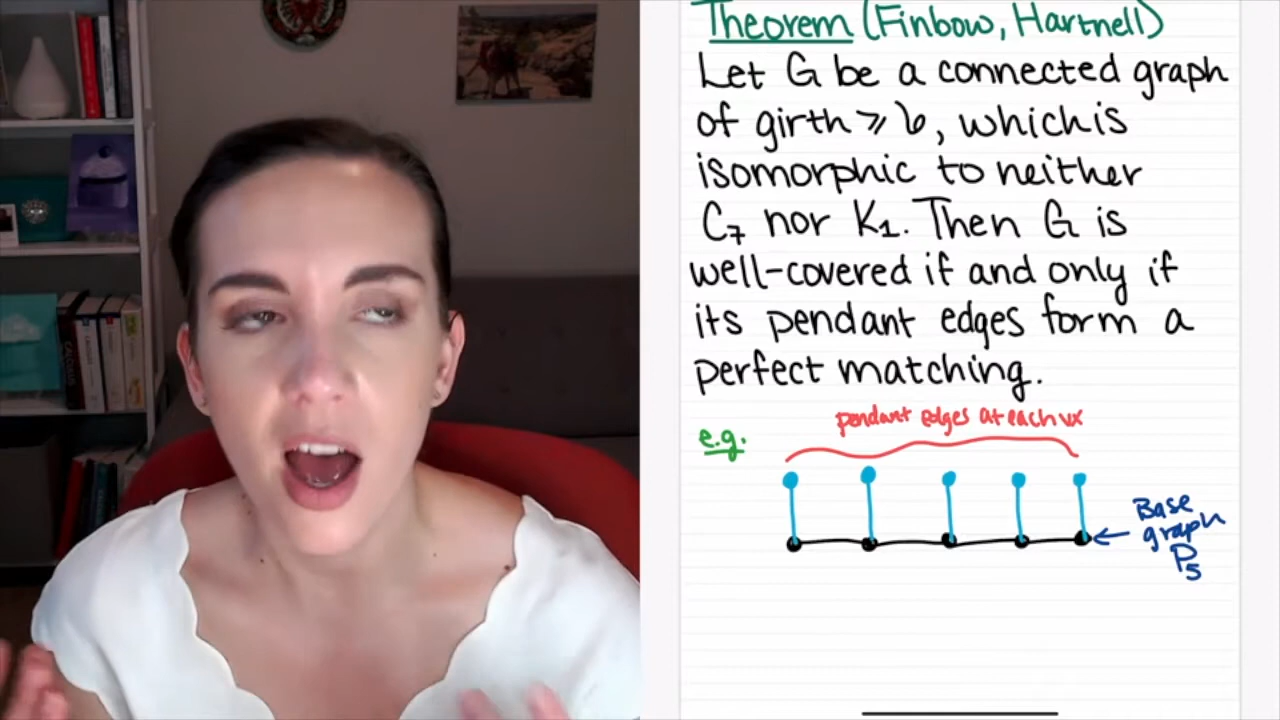 Theorem (Finbow, Hartnell)
Let G be a connected graph
of girth ⩾ 6, which is
isomorphic to neither
C₇ nor K₁. Then G is
well-covered if and only if
its pendant edges form a
perfect matching.
pendant edges at each vx
e.g.
Base
graph
P₅
CALCULUS